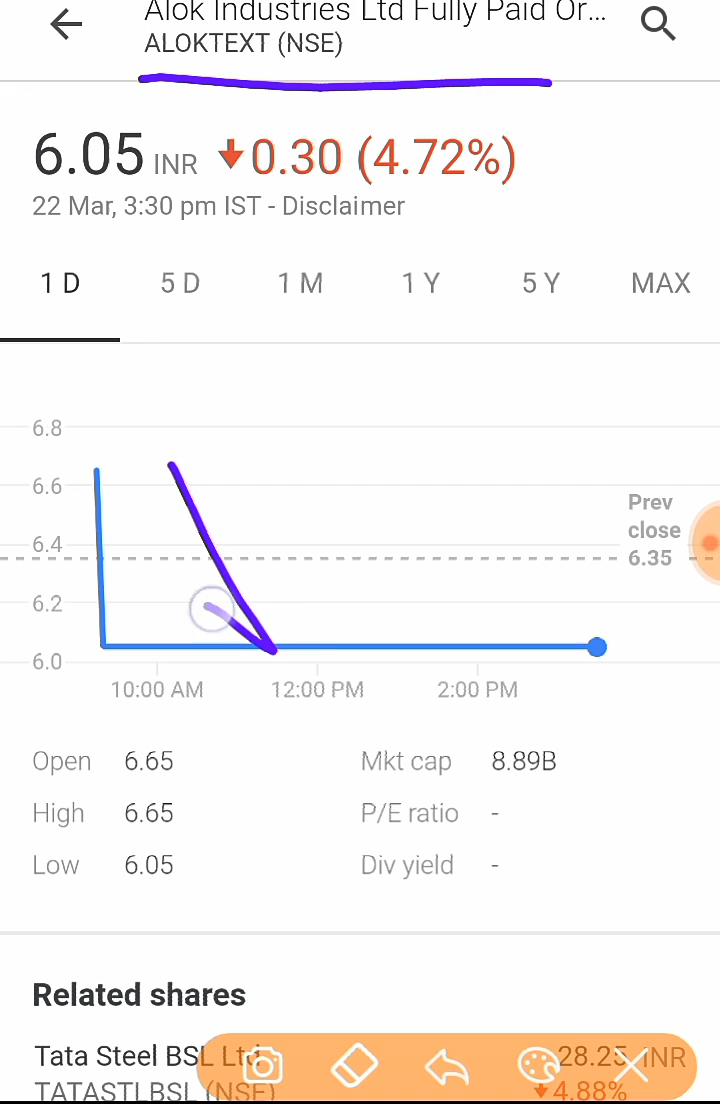 Alok Industries Ltd Fully Paid Or...
ALOKTEXT (NSE)
6.05 INR 0.30 (4.72%)
22 Mar, 3:30 pm IST - Disclaimer
1 D 5 D 1 M 1 Y 5 Y MAX
6.8
6.6
6.4
6.2
6.0
Prev
close
6.35
10:00 AM 12:00 PM 2:00 PM
Open 6.65 Mkt cap 8.89B
High 6.65 P/E ratio -
Low 6.05 Div yield -
Related shares
Tata Steel BSL Ltd. 28.25 INR
TATASTLBSL (NSE) 4.88%